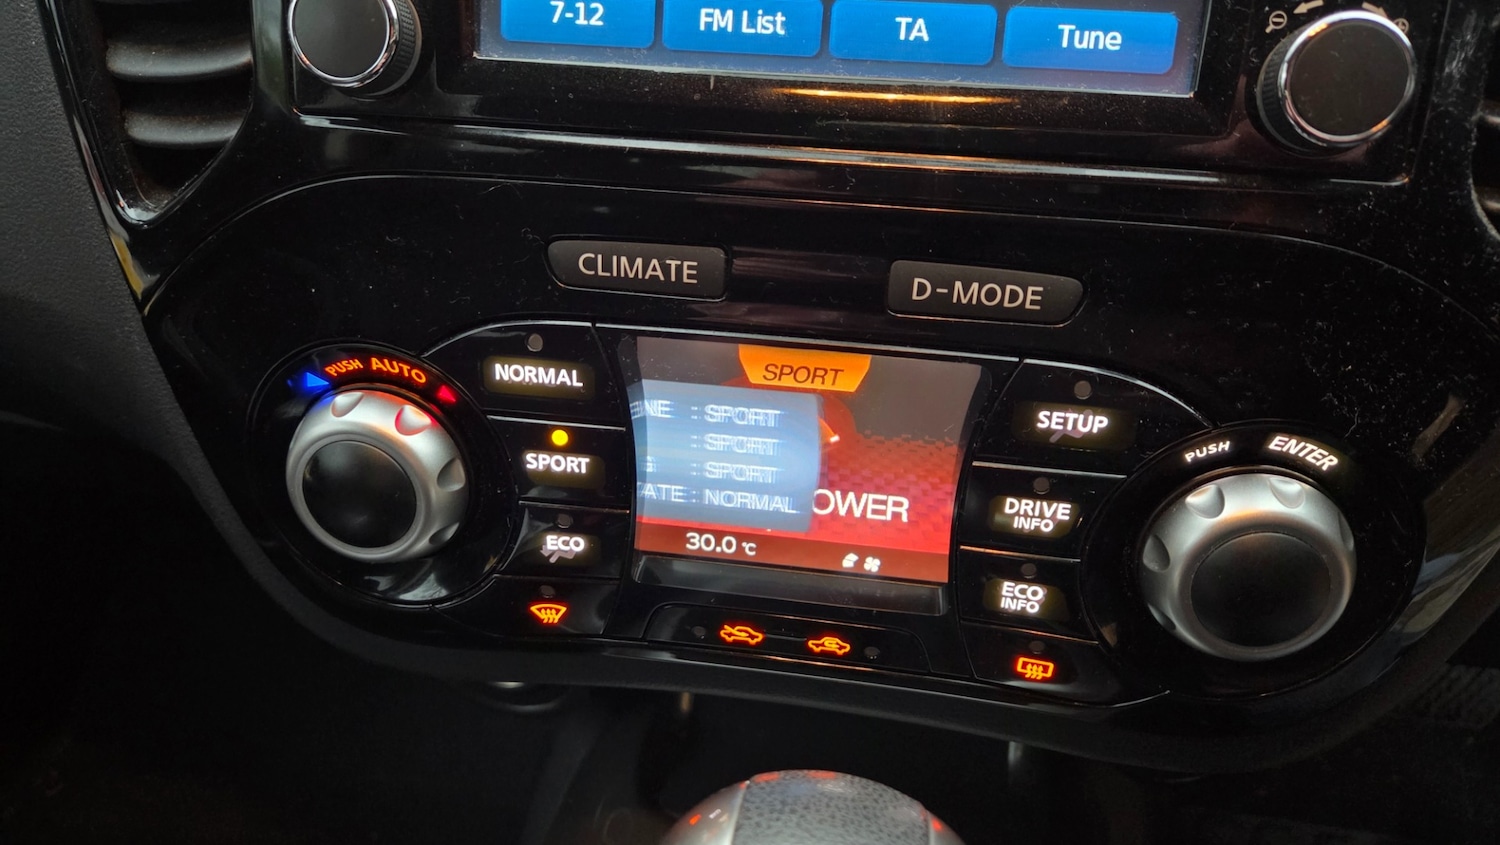 7-12
FM List
TA
Tune
CLIMATE
D-MODE
PUSH AUTO
NORMAL
SPORT
ECO
SPORT
: SPORT
: SPORT
: SPORT
: NORMAL
30.0 °C
SETUP
DRIVE
INFO
ECO
INFO
PUSH ENTER